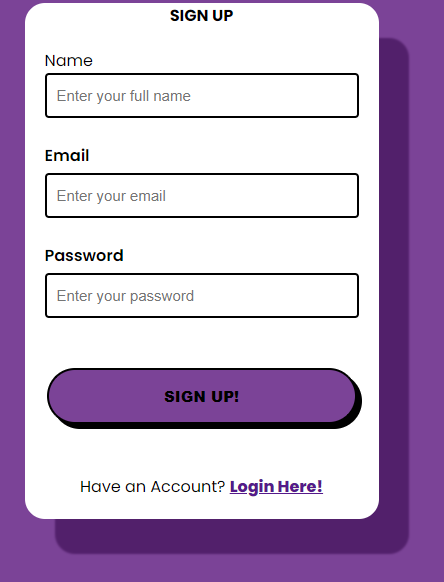 SIGN UP
Name
Enter your full name
Email
Enter your email
Password
Enter your password
SIGN UP!
Have an Account? Login Here!